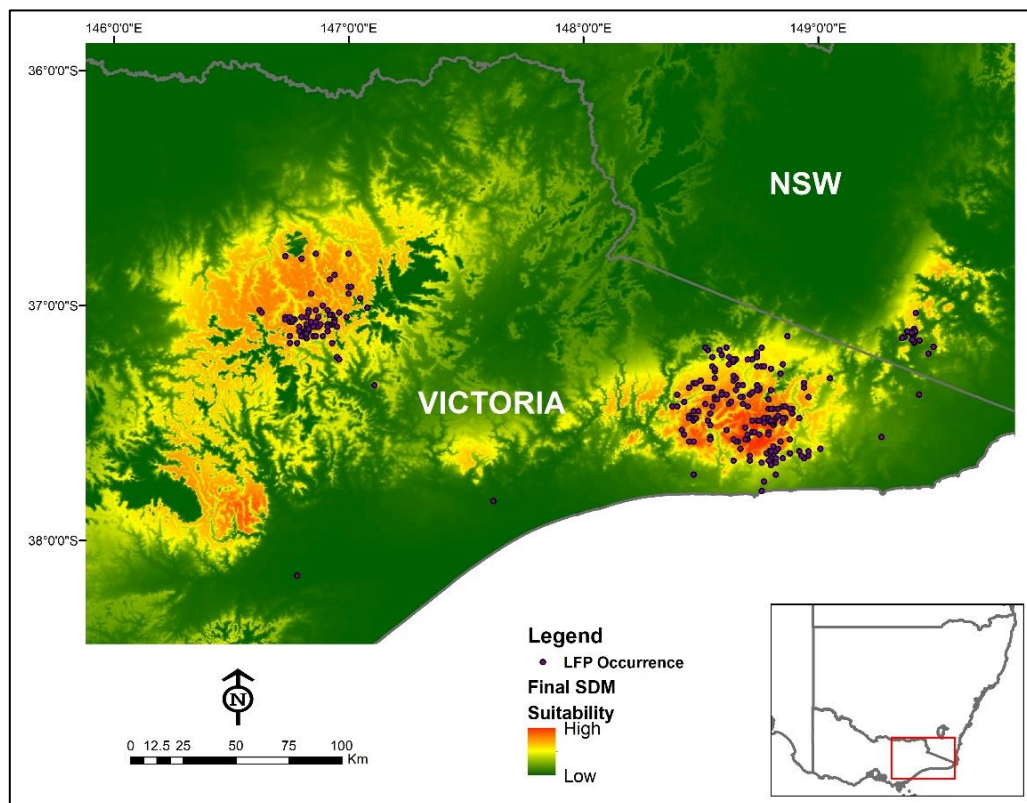 146°0'0"E 147°0'0"E 148°0'0"E 149°0'0"E
36°0'0"S
NSW
37°0'0"S
VICTORIA
38°0'0"S
Legend
LFP Occurrence
Final SDM
Suitability
High
Low
N
0 12.5 25 50 75 100
Km